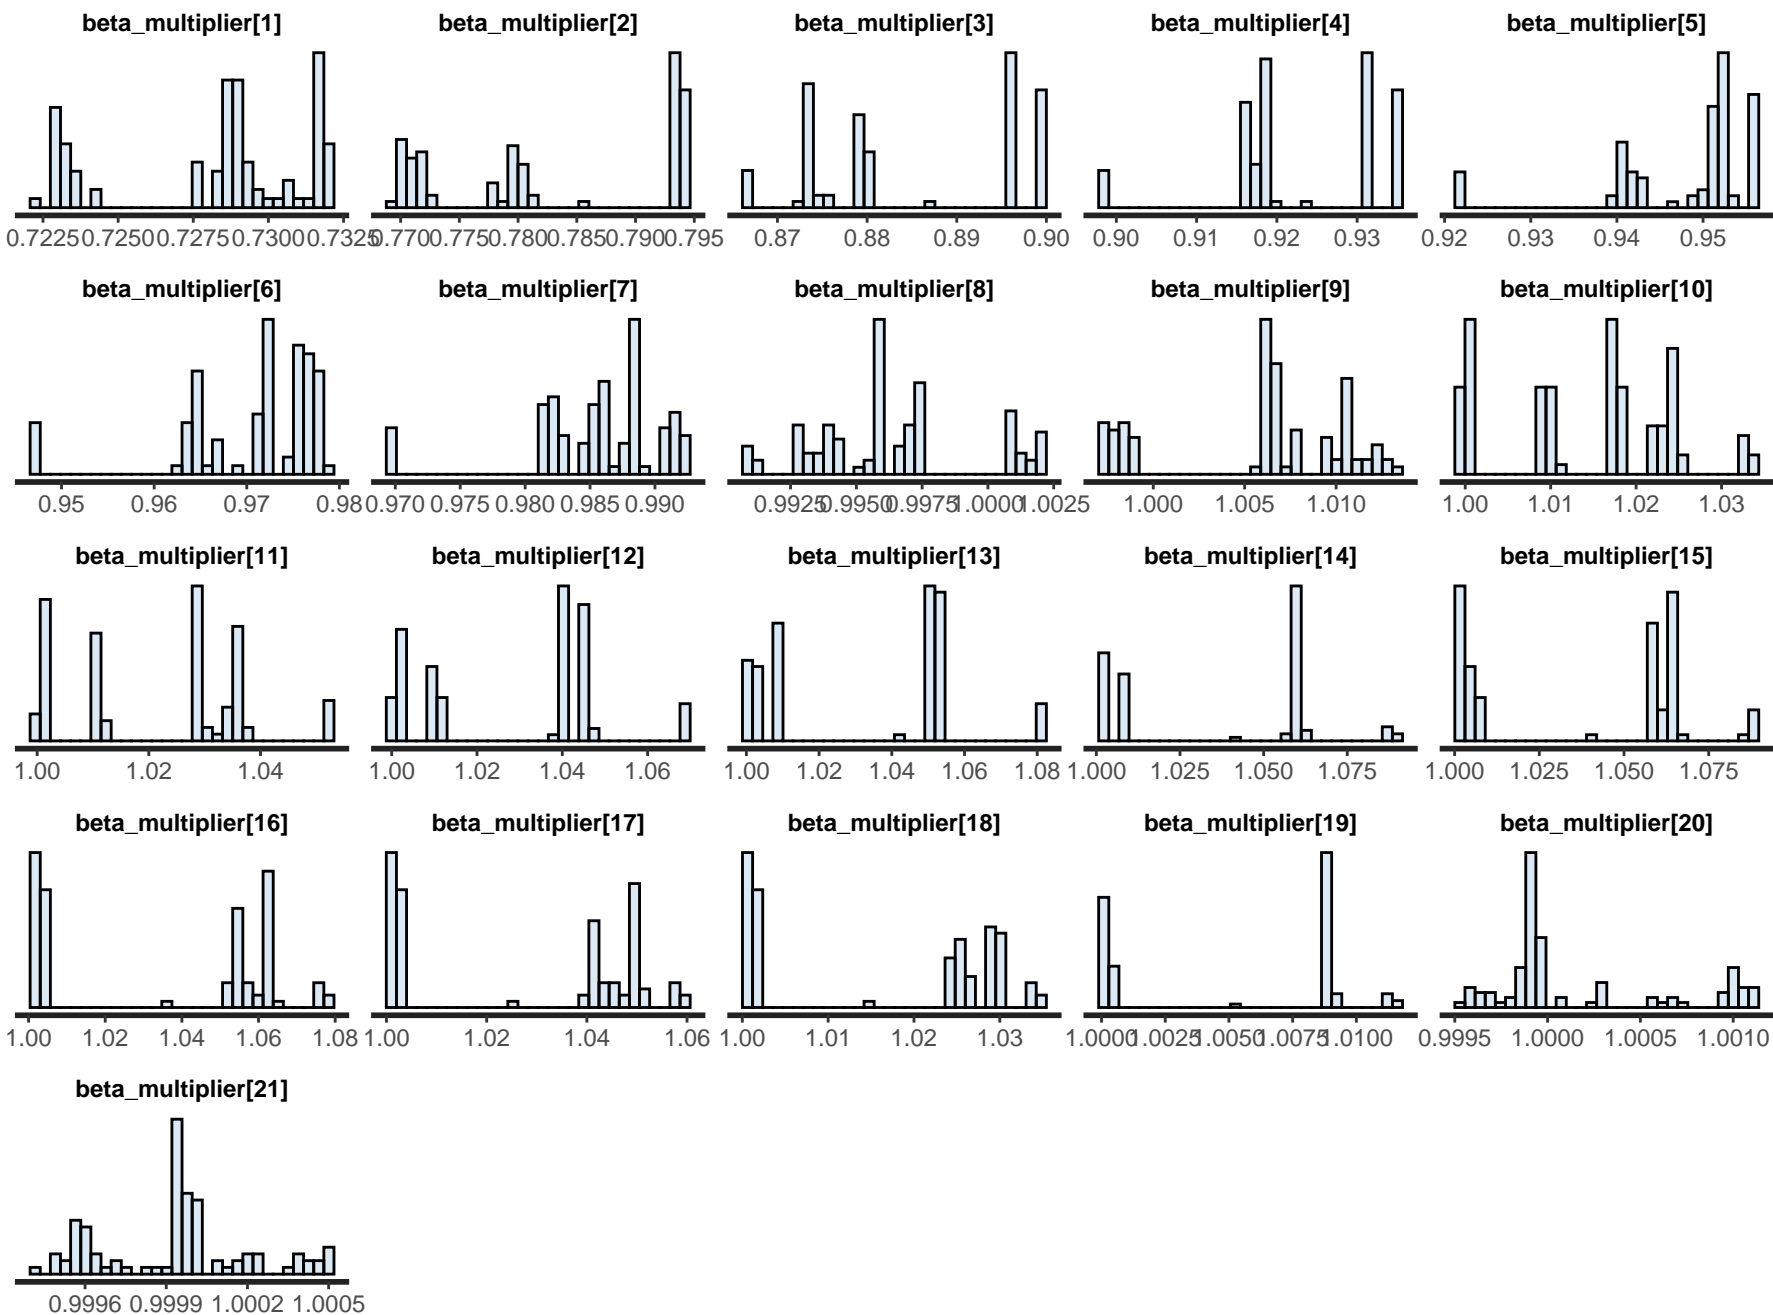 beta_multiplier[1] beta_multiplier[2] beta_multiplier[3] beta_multiplier[4] beta_multiplier[5]
0.7225 0.7250 0.7275 0.7300 0.7325 0.770 0.775 0.780 0.785 0.790 0.795 0.87 0.88 0.89 0.90 0.90 0.91 0.92 0.93 0.92 0.93 0.94 0.95
beta_multiplier[6] beta_multiplier[7] beta_multiplier[8] beta_multiplier[9] beta_multiplier[10]
0.95 0.96 0.97 0.98 0.970 0.975 0.980 0.985 0.990 0.9925 0.9950 0.9975 1.0000 1.0025 1.000 1.005 1.010 1.00 1.01 1.02 1.03
beta_multiplier[11] beta_multiplier[12] beta_multiplier[13] beta_multiplier[14] beta_multiplier[15]
1.00 1.02 1.04 1.00 1.02 1.04 1.06 1.00 1.02 1.04 1.06 1.08 1.000 1.025 1.050 1.075 1.000 1.025 1.050 1.075
beta_multiplier[16] beta_multiplier[17] beta_multiplier[18] beta_multiplier[19] beta_multiplier[20]
1.00 1.02 1.04 1.06 1.08 1.00 1.02 1.04 1.06 1.00 1.01 1.02 1.03 1.0000 1.0025 1.0050 1.0075 1.0100 0.9995 1.0000 1.0005 1.0010
beta_multiplier[21]
0.9996 0.9999 1.0002 1.0005